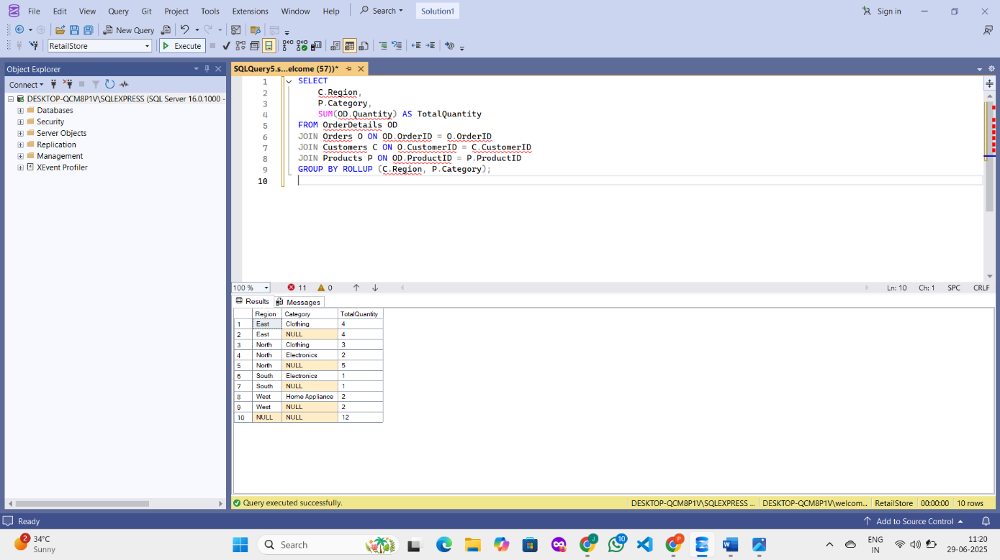 File Edit View Query Git Project Tools Extensions Window Help Search Solution1 Sign in
New Query
RetailStore Execute
Object Explorer
Connect
DESKTOP-QCM8P1V\SQLEXPRESS (SQL Server 16.0.1000 -
Databases
Security
Server Objects
Replication
Management
XEvent Profiler
SQLQuery5.s...elcome (57))*
1 SELECT
2 C.Region,
3 P.Category,
4 SUM(OD.Quantity) AS TotalQuantity
5 FROM OrderDetails OD
6 JOIN Orders O ON OD.OrderID = O.OrderID
7 JOIN Customers C ON O.CustomerID = C.CustomerID
8 JOIN Products P ON OD.ProductID = P.ProductID
9 GROUP BY ROLLUP (C.Region, P.Category);
10
100 % 11 0 Ln: 10 Ch: 1 SPC CRLF
Results Messages
Region Category TotalQuantity
1 East Clothing 4
2 East NULL 4
3 North Clothing 3
4 North Electronics 2
5 North NULL 5
6 South Electronics 1
7 South NULL 1
8 West Home Appliance 2
9 West NULL 2
10 NULL NULL 12
Query executed successfully. DESKTOP-QCM8P1V\SQLEXPRESS ... DESKTOP-QCM8P1V\welcom... RetailStore 00:00:00 10 rows
Ready Add to Source Control
2 34°C
Sunny
Search
J 10 P
ENG
IN
11:20
29-06-2025